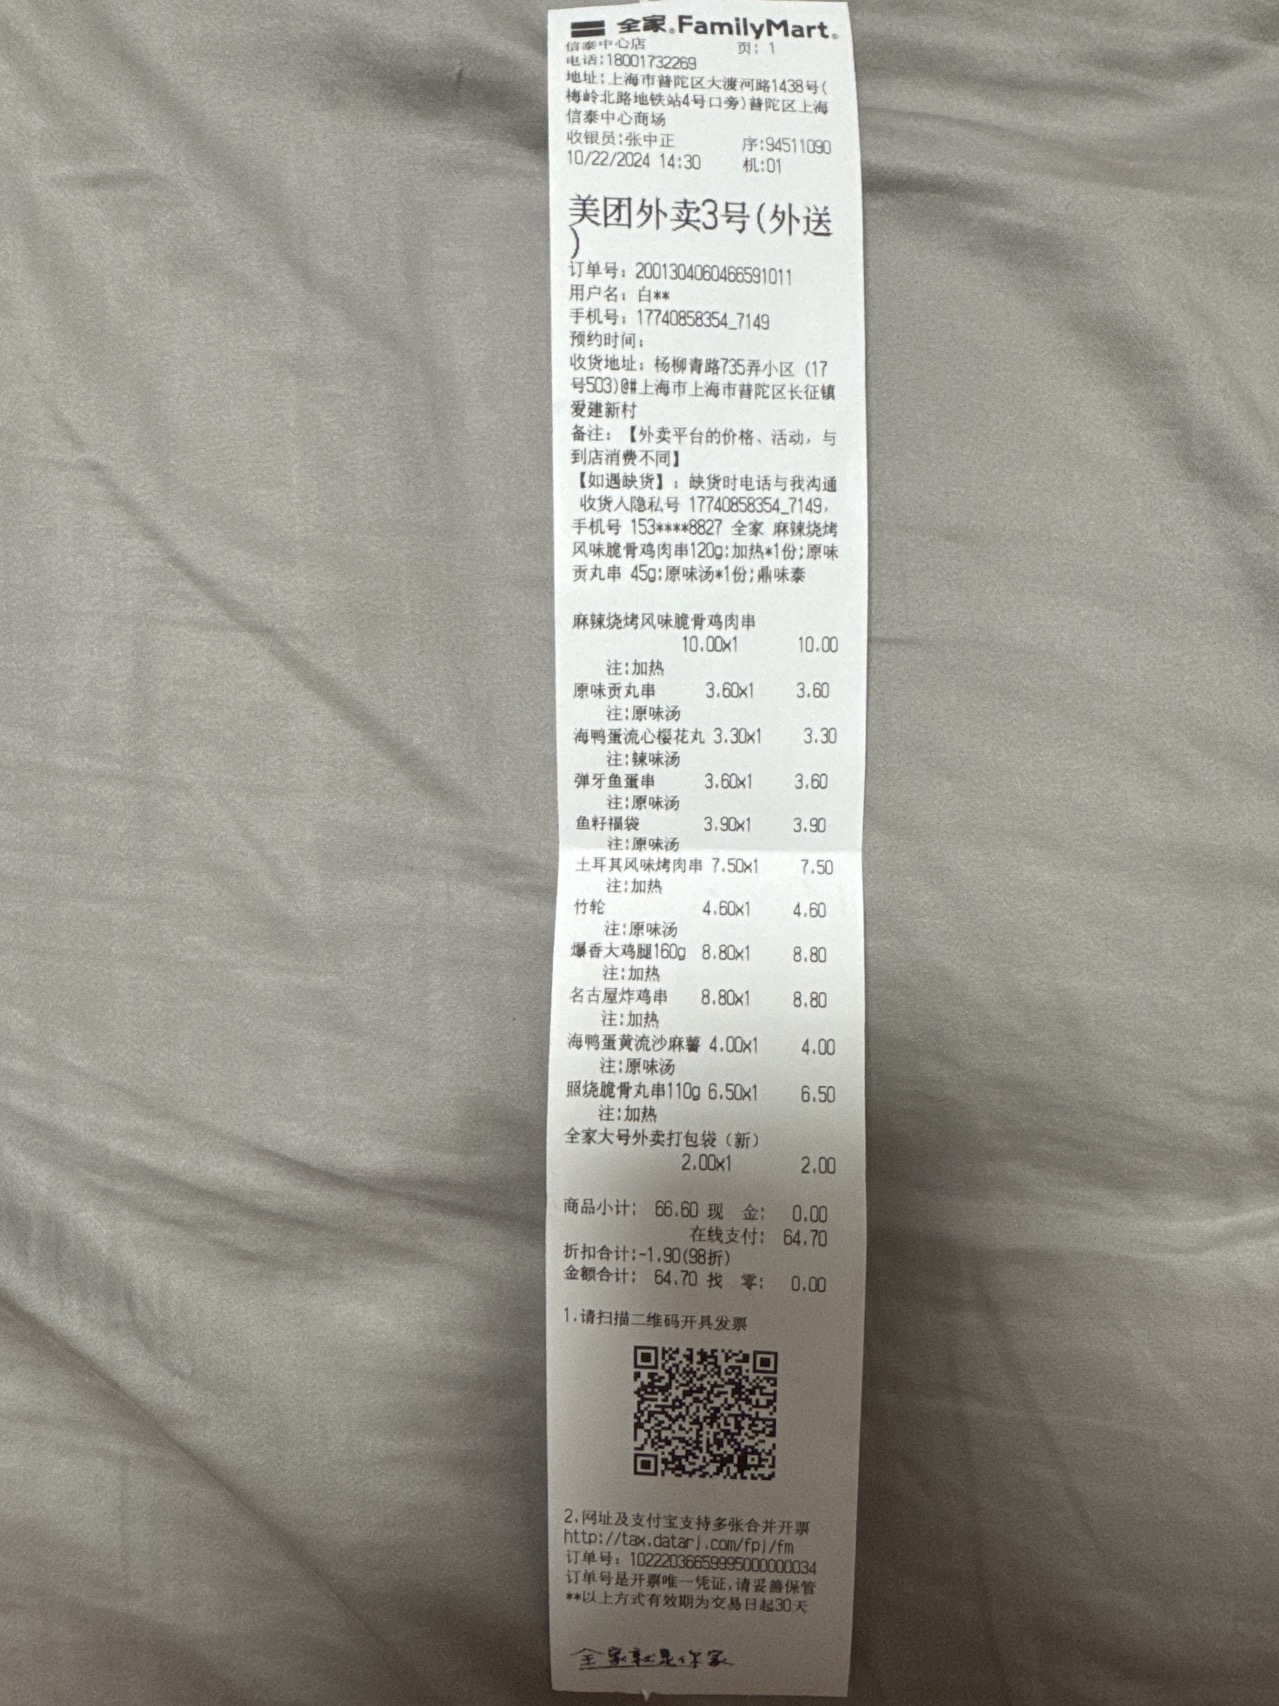 全家®FamilyMart®
信泰中心店 页: 1
电话:18001732269
地址:上海市普陀区大渡河路1438号(
梅岭北路地铁站4号口旁)普陀区上海
信泰中心商场
收银员:张中正 序:94511090
10/22/2024 14:30 机:01
美团外卖3号(外送
)
订单号: 2001304060466591011
用户名: 白**
手机号: 17740858354_7149
预约时间:
收货地址: 杨柳青路735弄小区 (17
号503)@#上海市上海市普陀区长征镇
爱建新村
备注: 【外卖平台的价格、活动, 与
到店消费不同】
【如遇缺货】: 缺货时电话与我沟通
收货人隐私号 17740858354_7149,
手机号 153****8827 全家 麻辣烧烤
风味脆骨鸡肉串120g:加热*1份;原味
贡丸串 45g:原味汤*1份;鼎味泰
麻辣烧烤风味脆骨鸡肉串
10.00x1 10.00
注:加热
原味贡丸串 3.60x1 3.60
注:原味汤
海鸭蛋流心樱花丸 3.30x1 3.30
注:辣味汤
弹牙鱼蛋串 3.60x1 3.60
注:原味汤
鱼籽福袋 3.90x1 3.90
注:原味汤
土耳其风味烤肉串 7.50x1 7.50
注:加热
竹轮 4.60x1 4.60
注:原味汤
爆香大鸡腿160g 8.80x1 8.80
注:加热
名古屋炸鸡串 8.80x1 8.80
注:加热
海鸭蛋黄流沙麻薯 4.00x1 4.00
注:原味汤
照烧脆骨丸串110g 6.50x1 6.50
注:加热
全家大号外卖打包袋（新）
2.00x1 2.00
商品小计: 66.60 现 金: 0.00
在线支付: 64.70
折扣合计:-1.90(98折)
金额合计: 64.70 找 零: 0.00
1.请扫描二维码开具发票
2.网址及支付宝支持多张合并开票
http://tax.datarj.com/fpj/fm
订单号: 10222036659995000000034
订单号是开票唯一凭证,请妥善保管
**以上方式有效期为交易日起30天
全家就是你家